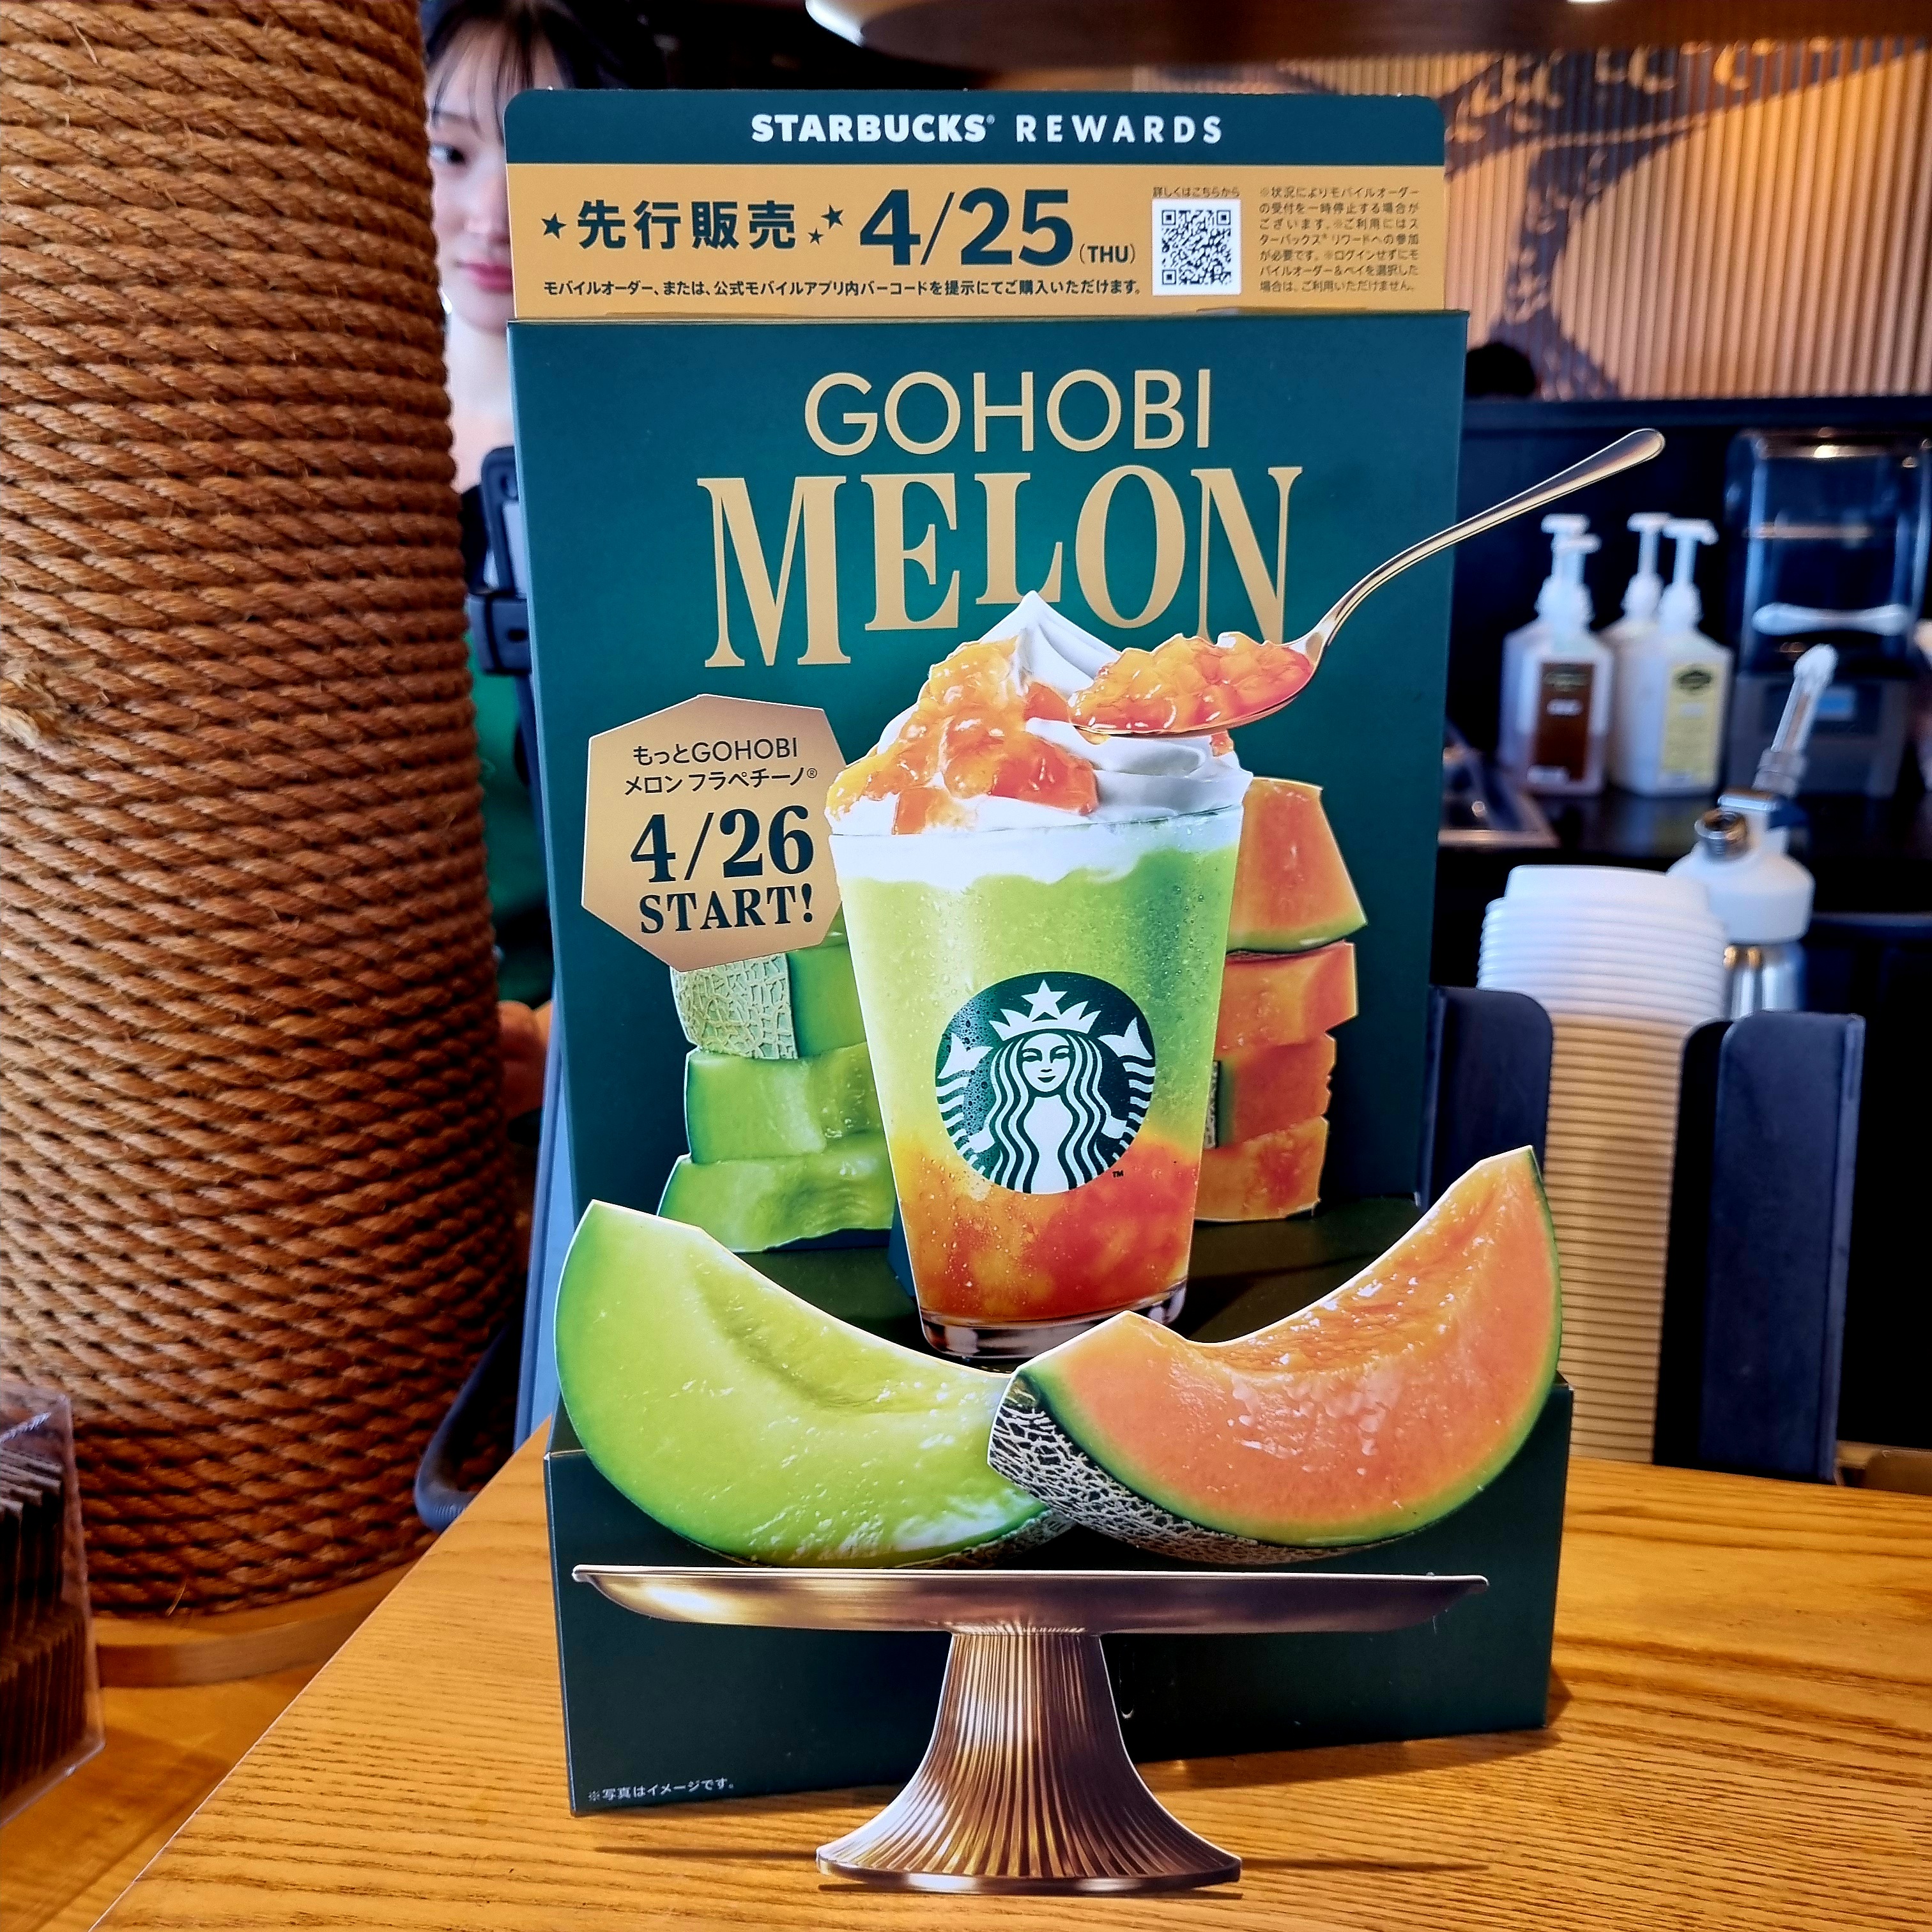 STARBUCKS® REWARDS
先行販売 4/25 (THU)
モバイルオーダー、または、公式モバイルアプリ内バーコードを提示にてご購入いただけます。
詳しくはこちらから
※状況によりモバイルオーダー
の受付を一時停止する場合が
ございます。※ご利用にはス
ターバックス® リワードへの参加
が必要です。※ログインせずにモ
バイルオーダー&ペイを選択した
場合は、ご利用いただけません。
GOHOBI
MELON
もっとGOHOBI
メロン フラペチーノ®
4/26
START!
TM
※写真はイメージです。